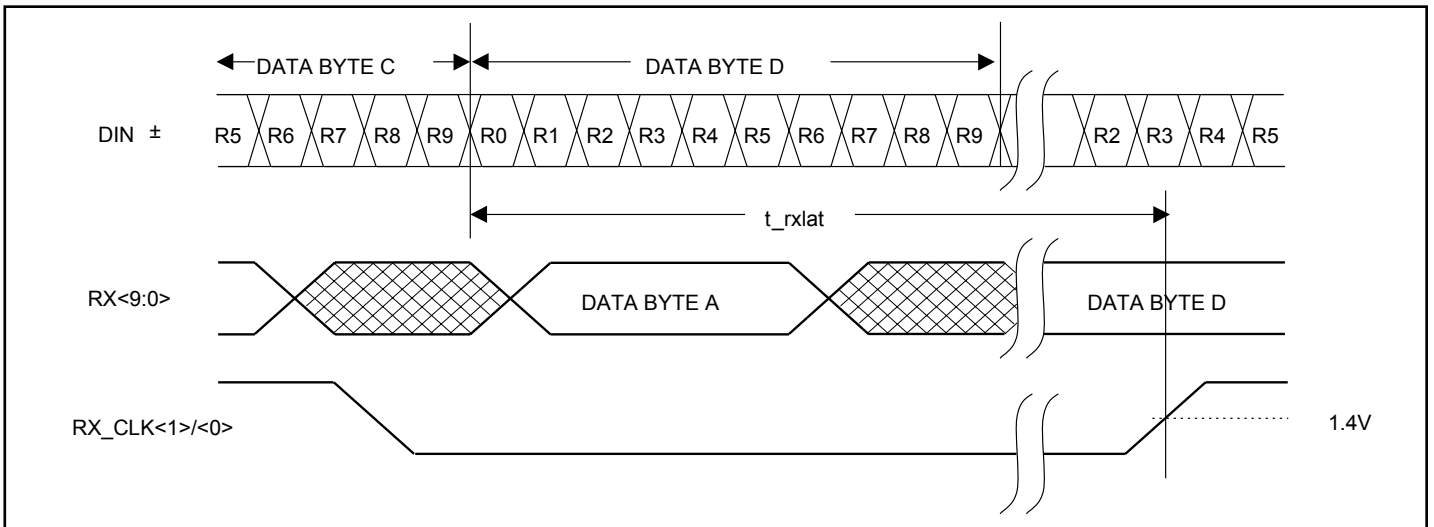 DATA BYTE C DATA BYTE D
DIN ± R5 R6 R7 R8 R9 R0 R1 R2 R3 R4 R5 R6 R7 R8 R9 R2 R3 R4 R5
t_rxlat
RX<9:0> DATA BYTE A DATA BYTE D
RX_CLK<1>/<0> 1.4V